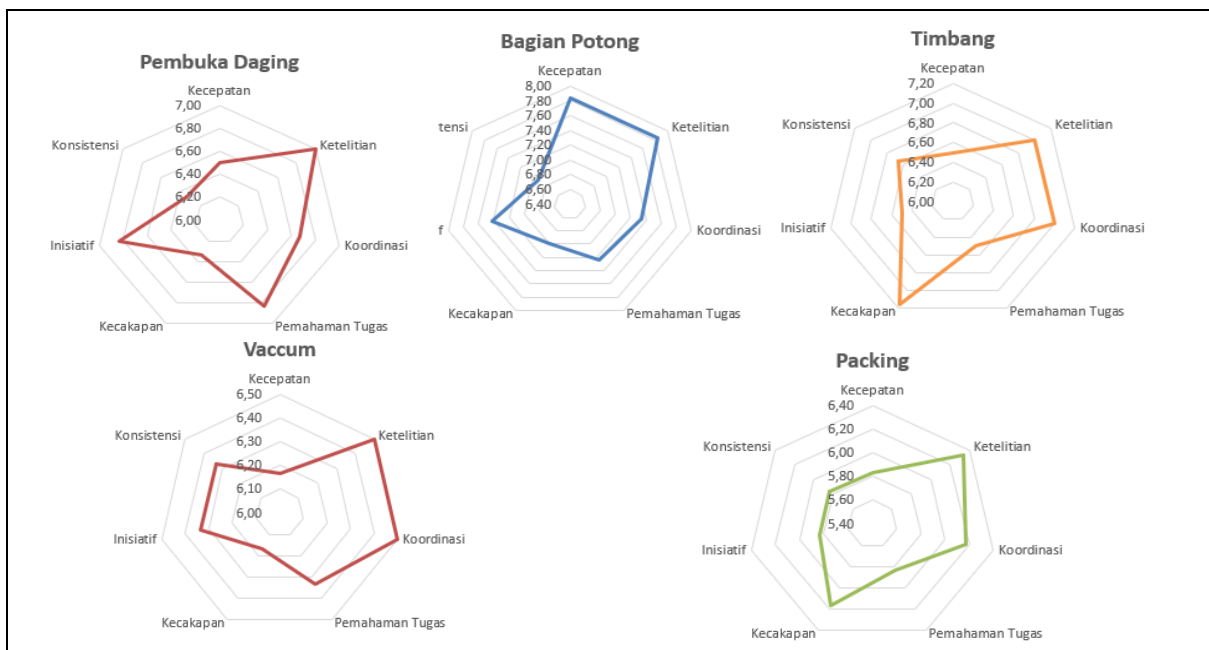 Pembuka Daging
Kecepatan
7,00
6,80
6,60
6,40
6,20
6,00
Ketelitian
Koordinasi
Pemahaman Tugas
Kecakapan
Inisiatif
Konsistensi
Bagian Potong
Kecepatan
8,00
7,80
7,60
7,40
7,20
7,00
6,80
6,60
6,40
Ketelitian
Koordinasi
Pemahaman Tugas
Kecakapan
f
tensi
Timbang
Kecepatan
7,20
7,00
6,80
6,60
6,40
6,20
6,00
Ketelitian
Koordinasi
Pemahaman Tugas
Kecakapan
Inisiatif
Konsistensi
Vaccum
Kecepatan
6,50
6,40
6,30
6,20
6,10
6,00
Ketelitian
Koordinasi
Pemahaman Tugas
Kecakapan
Inisiatif
Konsistensi
Packing
Kecepatan
6,40
6,20
6,00
5,80
5,60
5,40
Ketelitian
Koordinasi
Pemahaman Tugas
Kecakapan
Inisiatif
Konsistensi